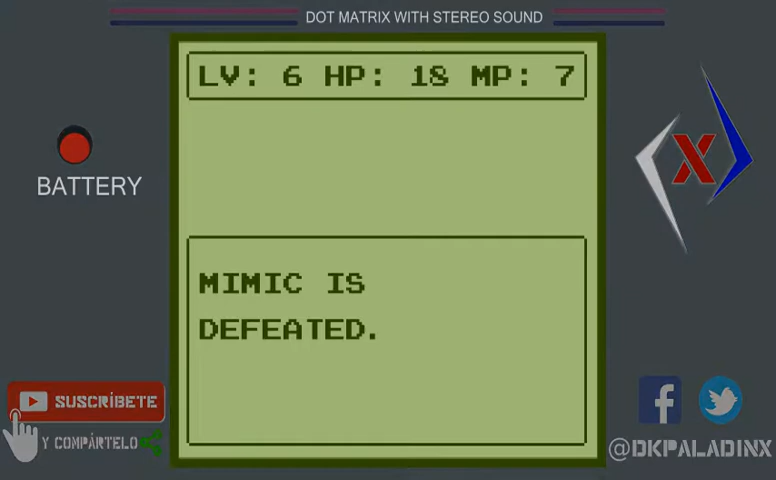 DOT MATRIX WITH STEREO SOUND
LV: 6 HP: 18 MP: 7
BATTERY
X
MIMIC IS
DEFEATED.
SUSCRÍBETE
Y COMPÁRTELO
@DKPALADINX